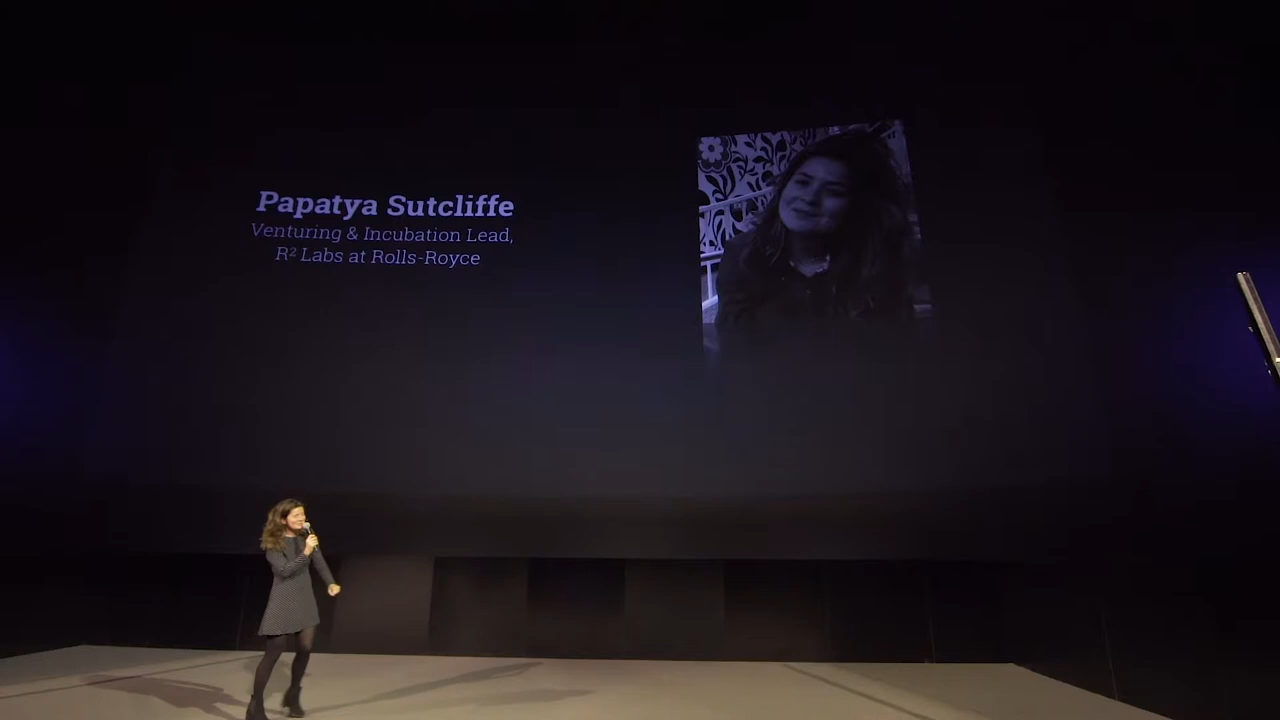 Papatya Sutcliffe
Venturing & Incubation Lead,
R² Labs at Rolls-Royce